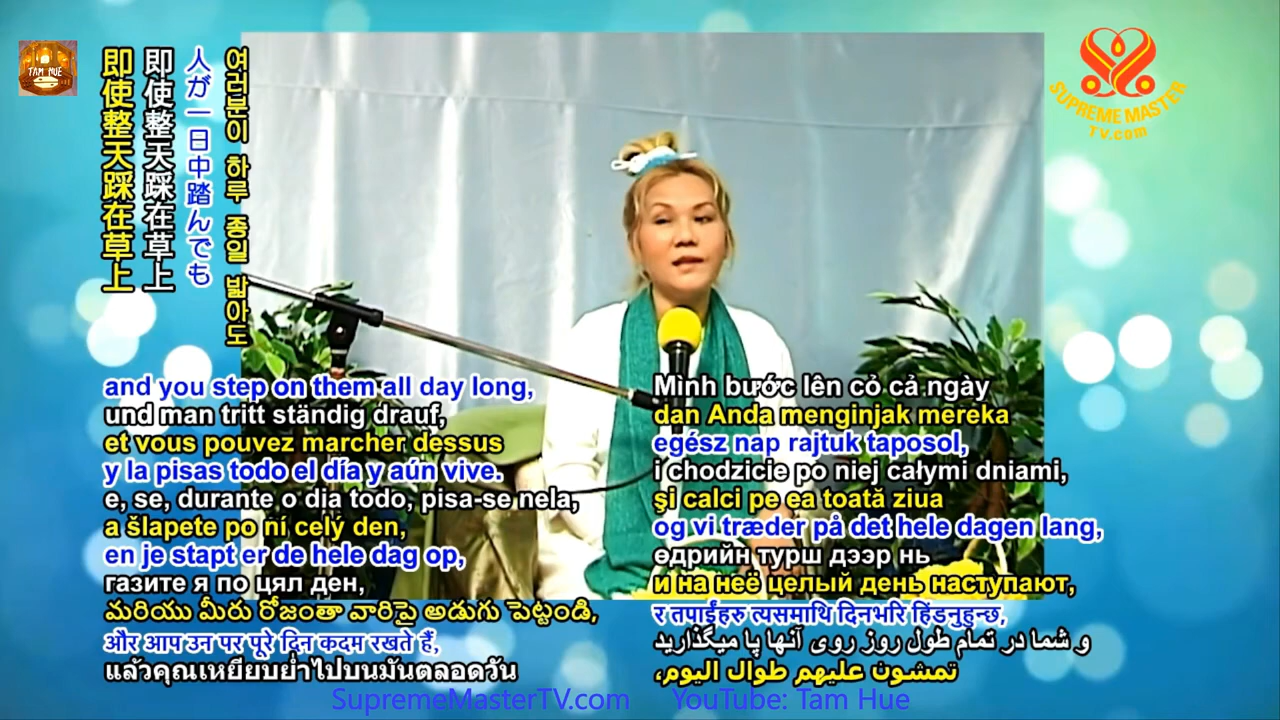 TAM HUE
即使整天踩在草上
即使整天踩在草上
人が一日中踏んでも
여러분이 하루 종일 밟아도
SUPREME MASTER
TV.com
and you step on them all day long,
und man tritt ständig drauf,
et vous pouvez marcher dessus
y la pisas todo el día y aún vive.
e, se, durante o dia todo, pisa-se nela,
a šlapete po ní celý den,
en je stapt er de hele dag op,
газите я по цял ден,
మరియు మీరు రోజంతా వారిపై అడుగు పెట్టండి,
और आप उन पर पूरे दिन कदम रखते हैं,
แล้วคุณเหยียบย่ำไปบนมันตลอดวัน
Mình bước lên cỏ cả ngày
dan Anda menginjak mereka
egész nap rajtuk taposol,
i chodzicie po niej całymi dniami,
şi calci pe ea toată ziua
og vi træder på det hele dagen lang,
өдрийн турш дээр нь
и на неё целый день наступают,
र तपाईंहरु त्यसमाथि दिनभरि हिंडनुहुन्छ,
و شما در تمام طول روز روی آنها پا میگذارید
تمشون عليهم طوال اليوم،
SupremeMasterTV.com
YouTube: Tam Hue